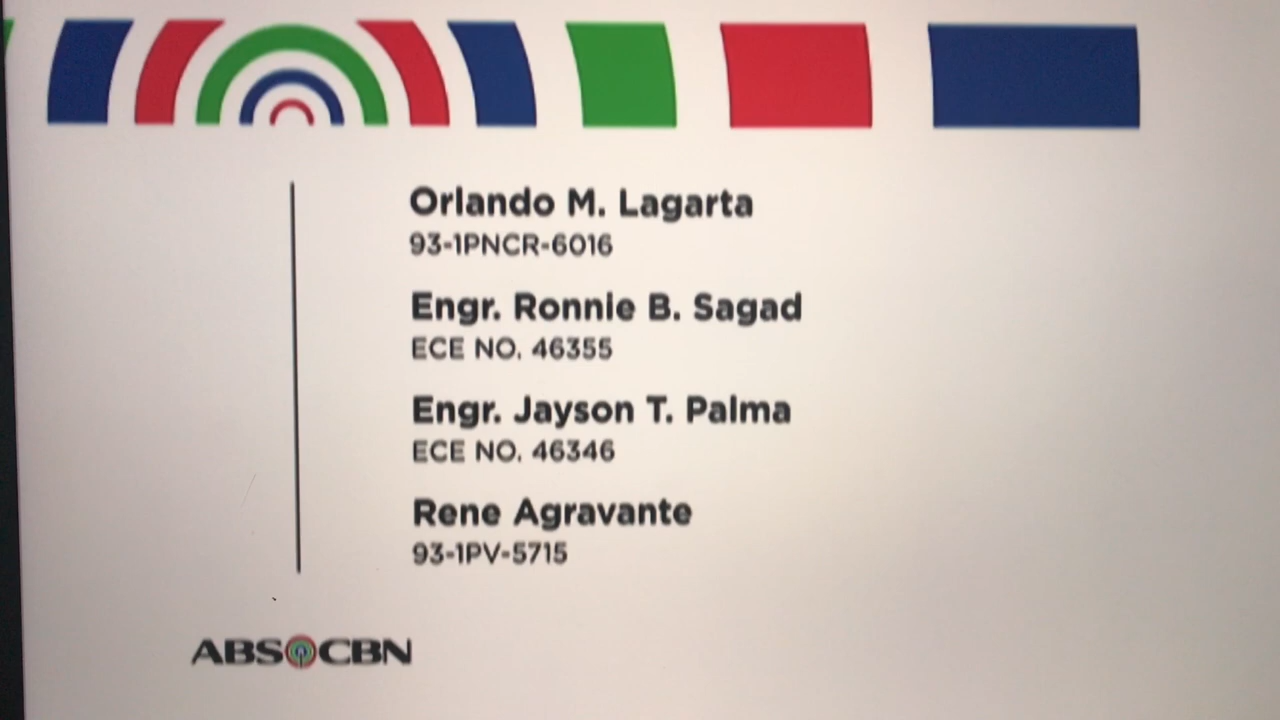 Orlando M. Lagarta
93-1PNCR-6016
Engr. Ronnie B. Sagad
ECE NO. 46355
Engr. Jayson T. Palma
ECE NO. 46346
Rene Agravante
93-1PV-5715
ABS CBN